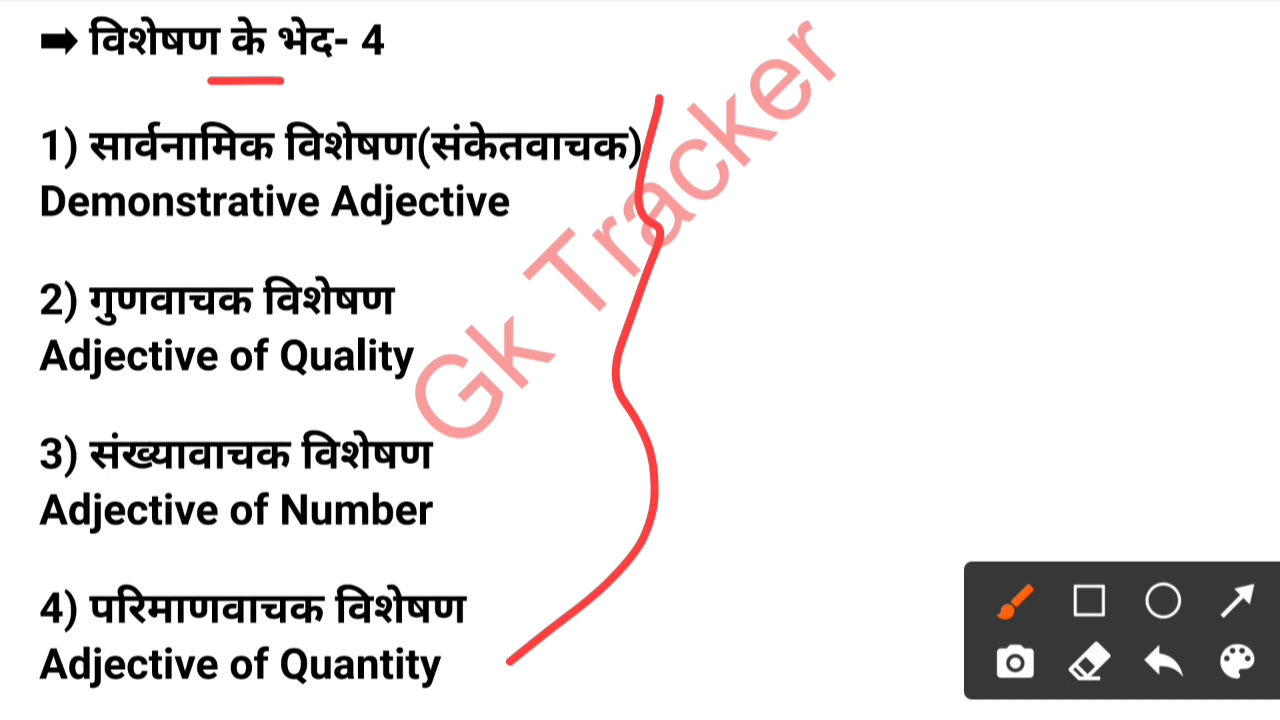 ➡ विशेषण के भेद- 4
1) सार्वनामिक विशेषण(संकेतवाचक)
Demonstrative Adjective
2) गुणवाचक विशेषण
Adjective of Quality
3) संख्यावाचक विशेषण
Adjective of Number
4) परिमाणवाचक विशेषण
Adjective of Quantity
Gk Tracker